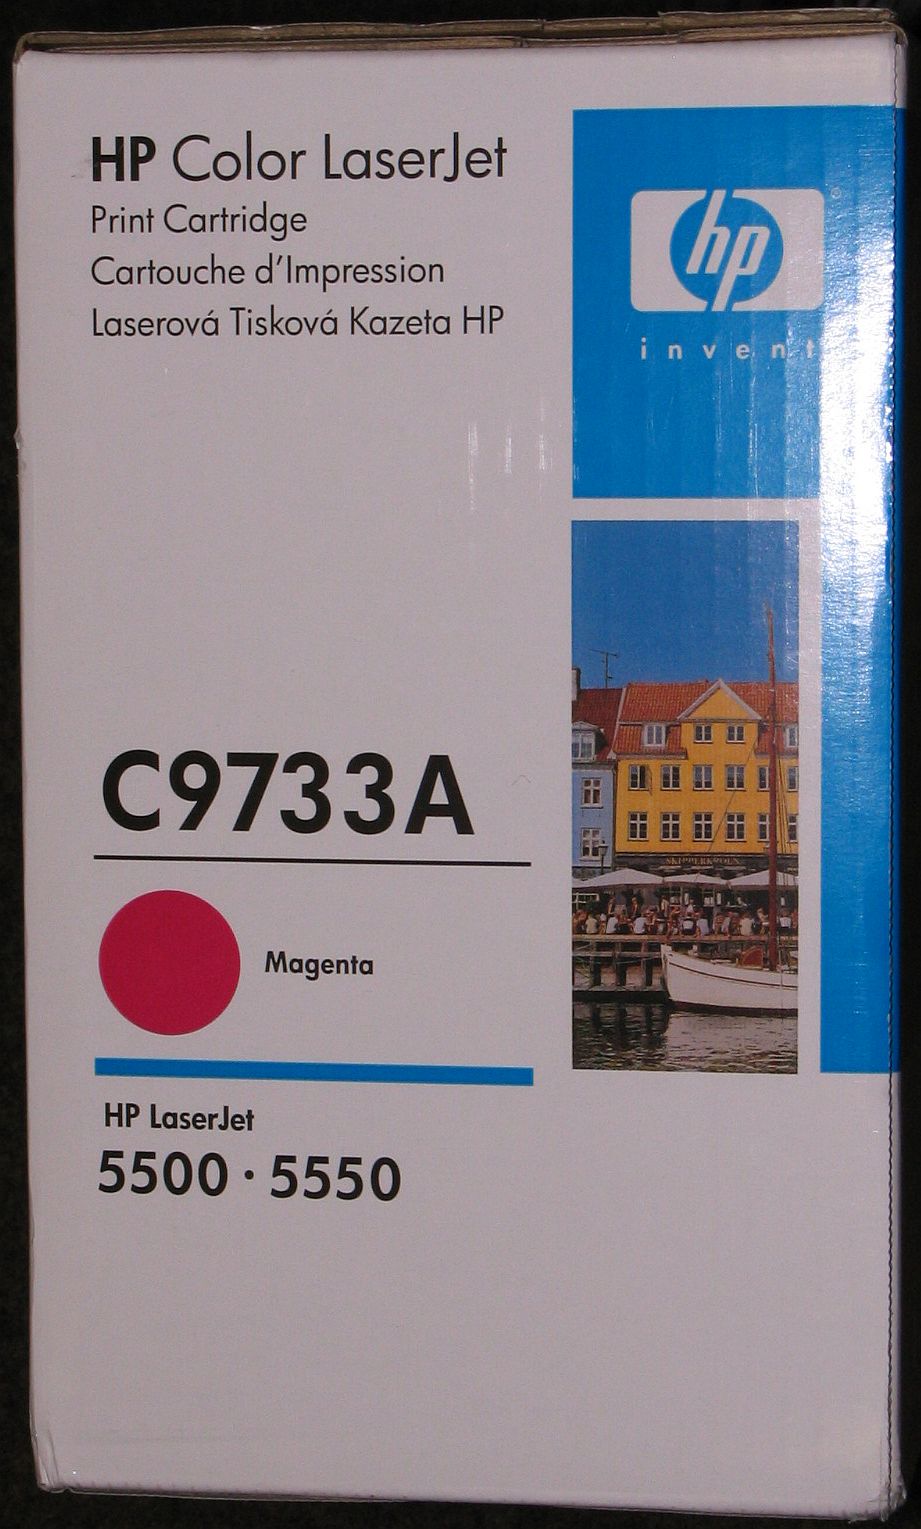 HP Color LaserJet
Print Cartridge
Cartouche d'Impression
Laserová Tisková Kazeta HP
hp
invent
C9733A
SKIPPERKROEN
Magenta
HP LaserJet
5500 · 5550